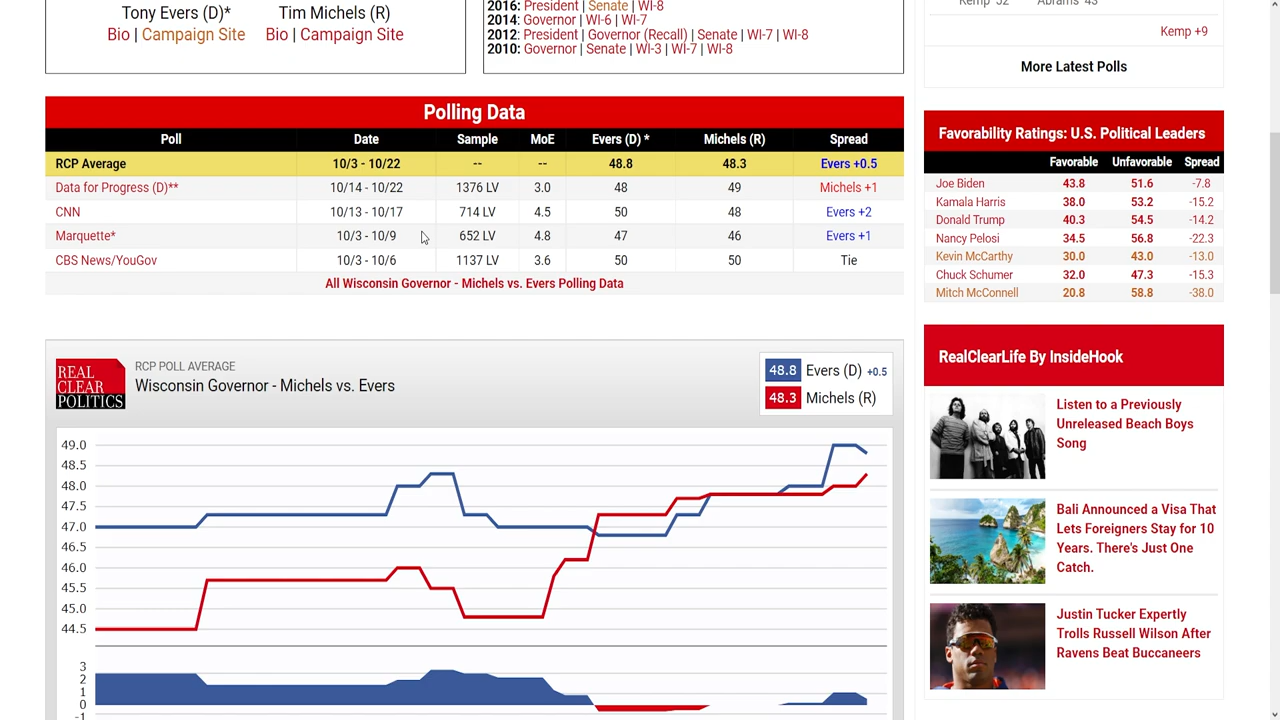 Tony Evers (D)*
Tim Michels (R)
Bio | Campaign Site
Bio | Campaign Site
2016: President | Senate | WI-8
2014: Governor | WI-6 | WI-7
2012: President | Governor (Recall) | Senate | WI-7 | WI-8
2010: Governor | Senate | WI-3 | WI-7 | WI-8
Polling Data
Poll Date Sample MoE Evers (D) * Michels (R) Spread
RCP Average 10/3 - 10/22 -- -- 48.8 48.3 Evers +0.5
Data for Progress (D)** 10/14 - 10/22 1376 LV 3.0 48 49 Michels +1
CNN 10/13 - 10/17 714 LV 4.5 50 48 Evers +2
Marquette* 10/3 - 10/9 652 LV 4.8 47 46 Evers +1
CBS News/YouGov 10/3 - 10/6 1137 LV 3.6 50 50 Tie
All Wisconsin Governor - Michels vs. Evers Polling Data
REAL
CLEAR
POLITICS
RCP POLL AVERAGE
Wisconsin Governor - Michels vs. Evers
48.8 Evers (D) +0.5
48.3 Michels (R)
49.0
48.5
48.0
47.5
47.0
46.5
46.0
45.5
45.0
44.5
3
2
1
0
-1
Kemp 52 Abrams 43
Kemp +9
More Latest Polls
Favorability Ratings: U.S. Political Leaders
Favorable Unfavorable Spread
Joe Biden 43.8 51.6 -7.8
Kamala Harris 38.0 53.2 -15.2
Donald Trump 40.3 54.5 -14.2
Nancy Pelosi 34.5 56.8 -22.3
Kevin McCarthy 30.0 43.0 -13.0
Chuck Schumer 32.0 47.3 -15.3
Mitch McConnell 20.8 58.8 -38.0
RealClearLife By InsideHook
Listen to a Previously
Unreleased Beach Boys
Song
Bali Announced a Visa That
Lets Foreigners Stay for 10
Years. There's Just One
Catch.
Justin Tucker Expertly
Trolls Russell Wilson After
Ravens Beat Buccaneers